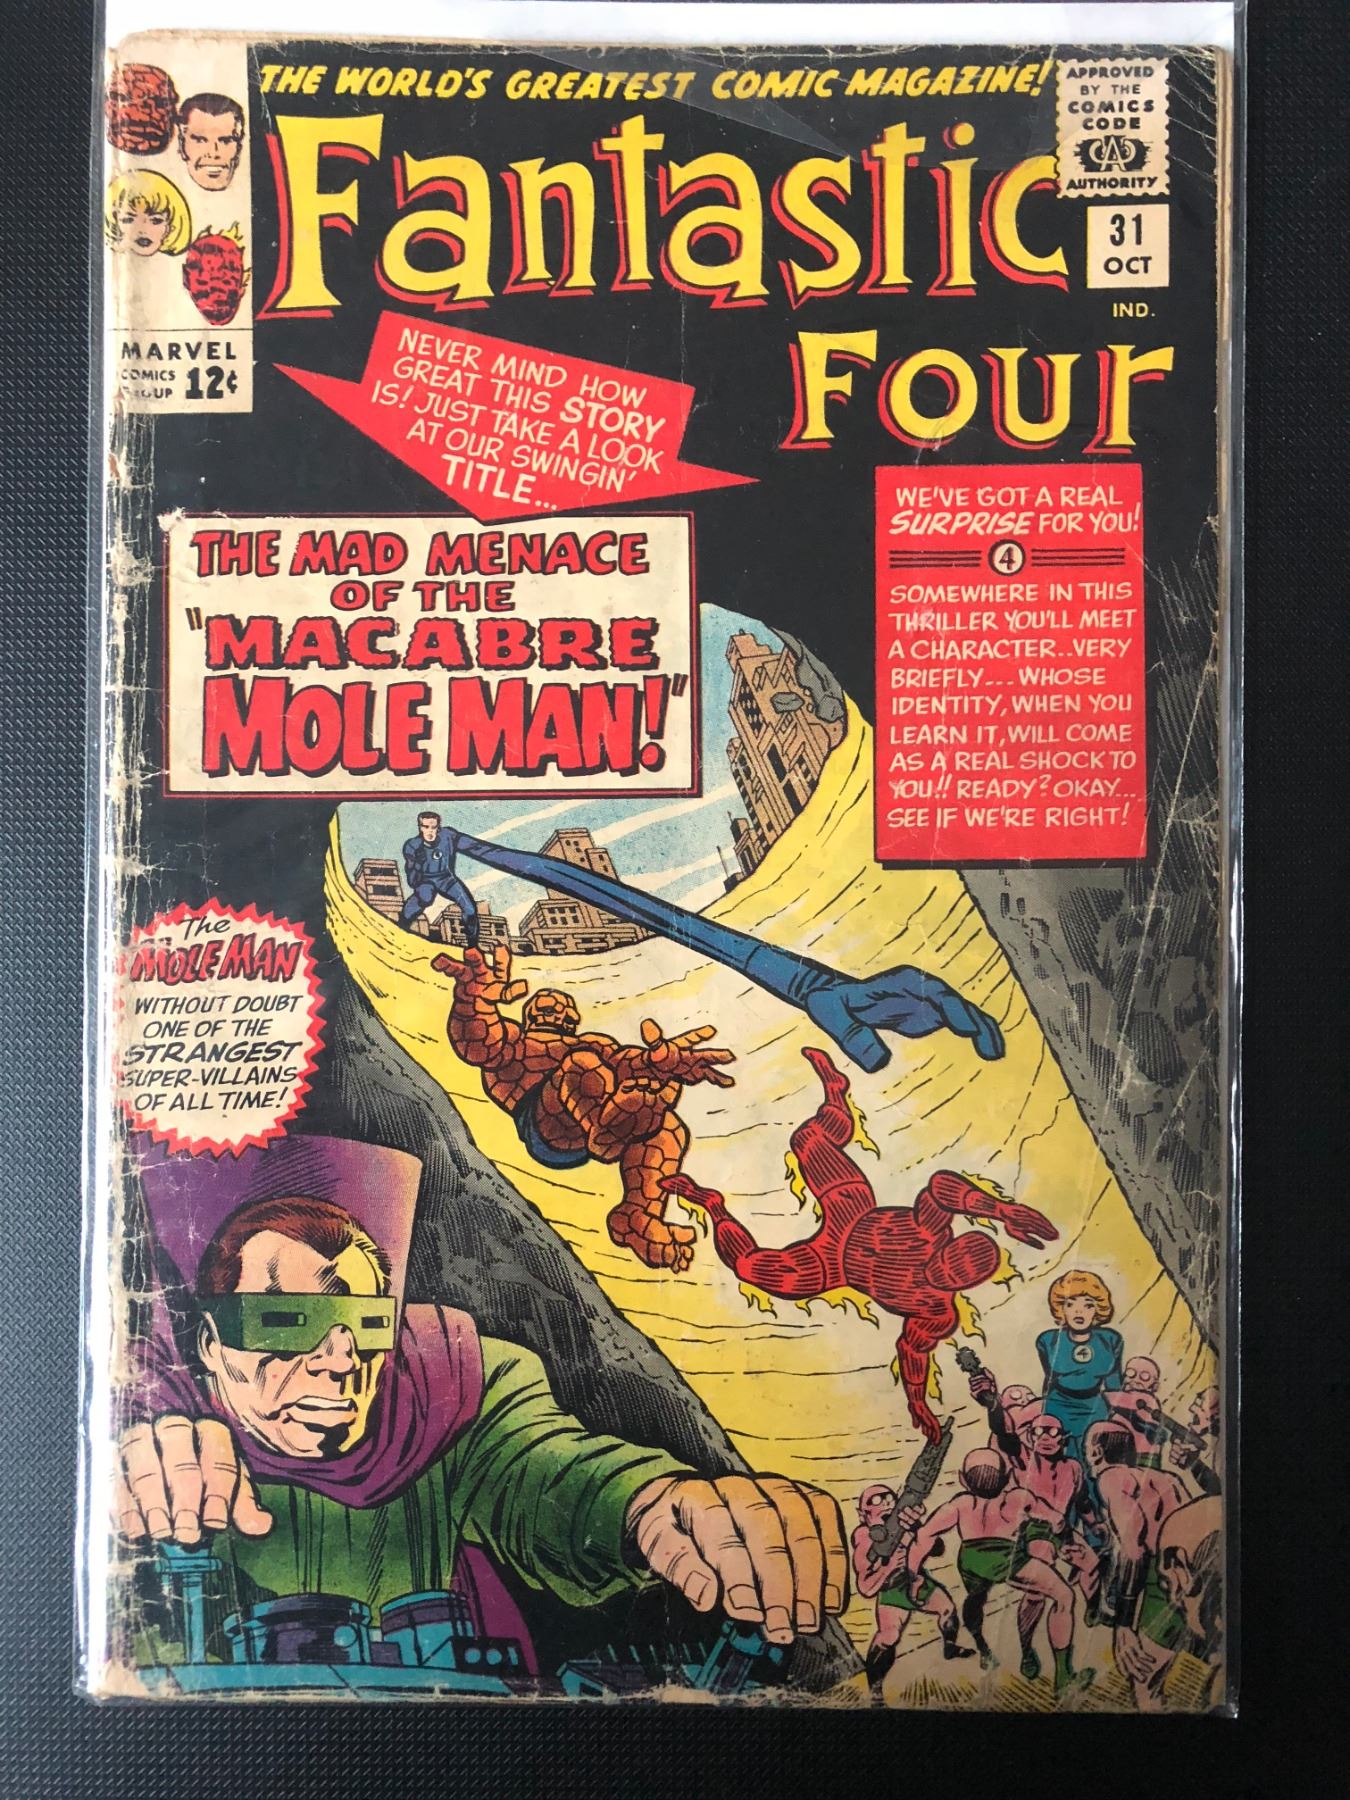 THE WORLD'S GREATEST COMIC MAGAZINE!
APPROVED
BY THE
COMICS
CODE
CA
AUTHORITY
Fantastic
Four
31
OCT
IND.
MARVEL
COMICS
GROUP 12¢
NEVER MIND HOW
GREAT THIS STORY
IS! JUST TAKE A LOOK
AT OUR SWINGIN'
TITLE...
THE MAD MENACE
OF THE
"MACABRE
MOLE MAN!"
WE'VE GOT A REAL
SURPRISE FOR YOU!
4
SOMEWHERE IN THIS
THRILLER YOU'LL MEET
A CHARACTER..VERY
BRIEFLY---WHOSE
IDENTITY, WHEN YOU
LEARN IT, WILL COME
AS A REAL SHOCK TO
YOU!! READY? OKAY...
SEE IF WE'RE RIGHT!
The
MOLE MAN
WITHOUT DOUBT
ONE OF THE
STRANGEST
SUPER-VILLAINS
OF ALL TIME!
4